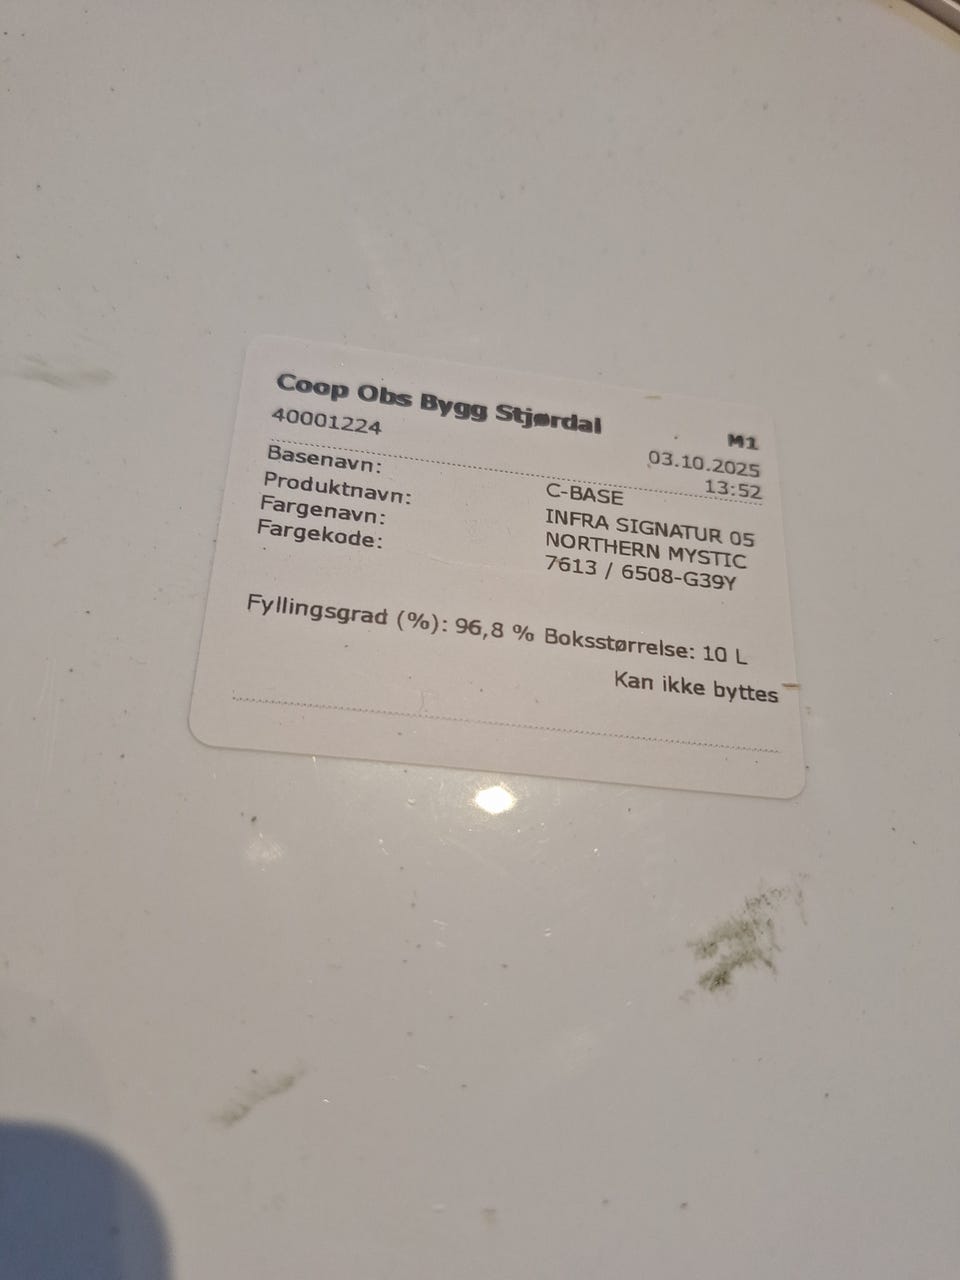 Coop Obs Bygg Stjørdal
M1
40001224
03.10.2025
13:52
Basenavn: C-BASE
Produktnavn: INFRA SIGNATUR 05
Fargenavn: NORTHERN MYSTIC
Fargekode: 7613 / 6508-G39Y
Fyllingsgrad (%): 96,8 % Boksstørrelse: 10 L
Kan ikke byttes